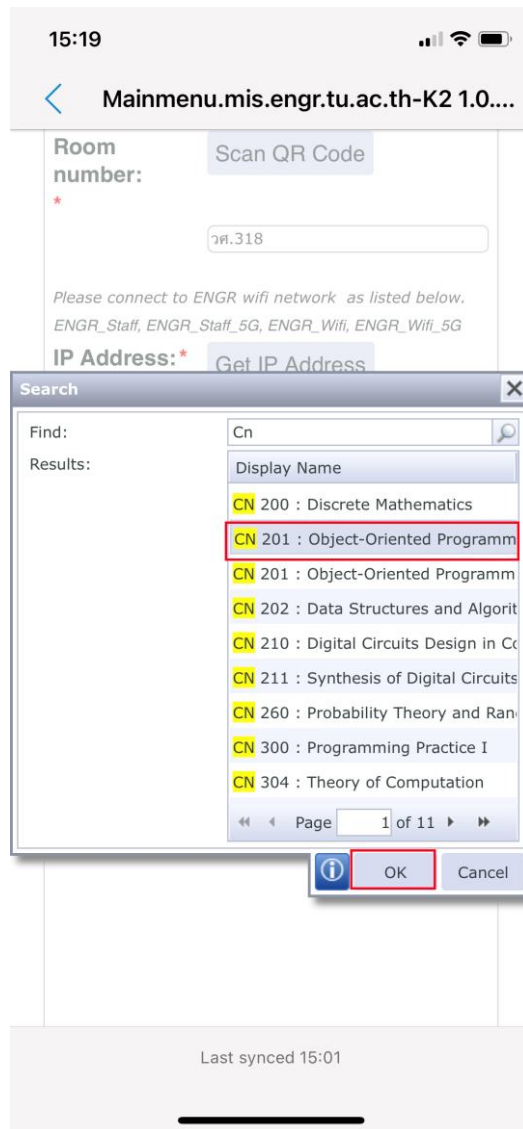 15:19
Mainmenu.mis.engr.tu.ac.th-K2 1.0....
Room
number:
*
Scan QR Code
วศ.318
Please connect to ENGR wifi network as listed below.
ENGR_Staff, ENGR_Staff_5G, ENGR_Wifi, ENGR_Wifi_5G
IP Address:*
Get IP Address
Search
Find:
Cn
Results:
Display Name
CN 200 : Discrete Mathematics
CN 201 : Object-Oriented Programm
CN 201 : Object-Oriented Programm
CN 202 : Data Structures and Algorit
CN 210 : Digital Circuits Design in Co
CN 211 : Synthesis of Digital Circuits
CN 260 : Probability Theory and Ran
CN 300 : Programming Practice I
CN 304 : Theory of Computation
Page 1 of 11
OK
Cancel
Last synced 15:01